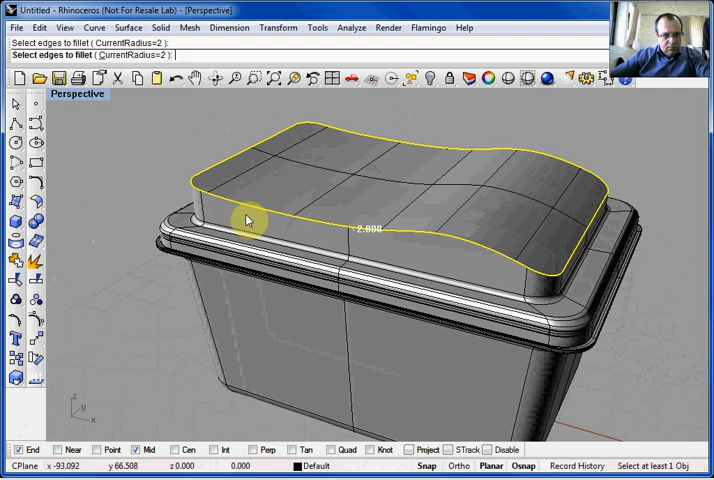 Untitled - Rhinoceros (Not For Resale Lab) - [Perspective]
File Edit View Curve Surface Solid Mesh Dimension Transform Tools Analyze Render Flamingo Help
Select edges to fillet ( CurrentRadius=2 ):
Select edges to fillet ( CurrentRadius=2 ):
Perspective
2.000
z
y
x
End Near Point Mid Cen Int Perp Tan Quad Knot Project STrack Disable
CPlane x -93.092 y 66.508 z 0.000 0.000 Default Snap Ortho Planar Osnap Record History Select at least 1 Obj